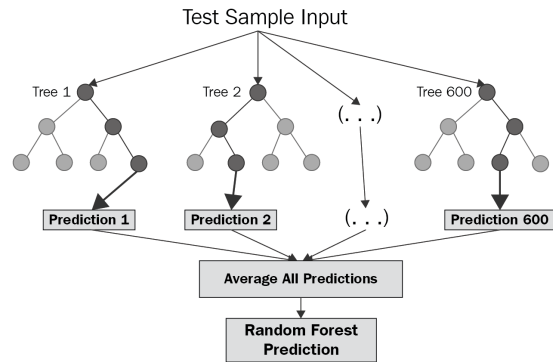 Test Sample Input
Tree 1
Tree 2
(. . .)
Tree 600
Prediction 1
Prediction 2
(. . .)
Prediction 600
Average All Predictions
Random Forest
Prediction